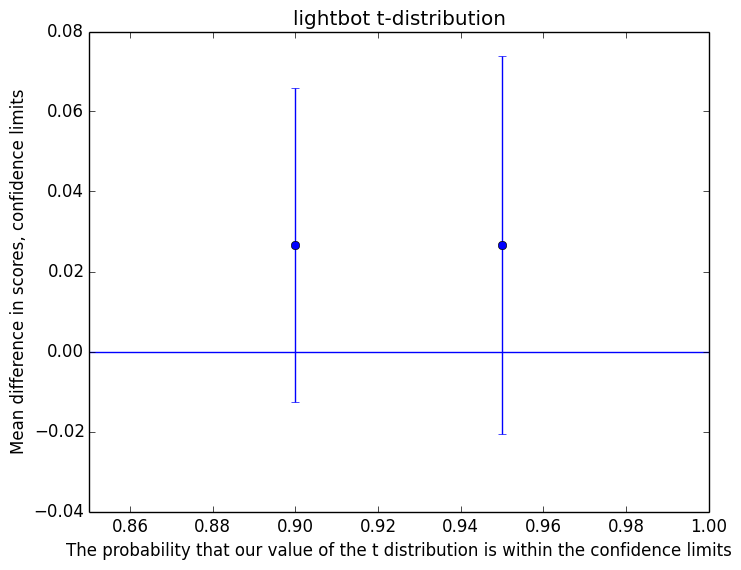 lightbot t-distribution
0.08
0.06
0.04
0.02
0.00
−0.02
−0.04
Mean difference in scores, confidence limits
0.86 0.88 0.90 0.92 0.94 0.96 0.98 1.00
The probability that our value of the t distribution is within the confidence limits